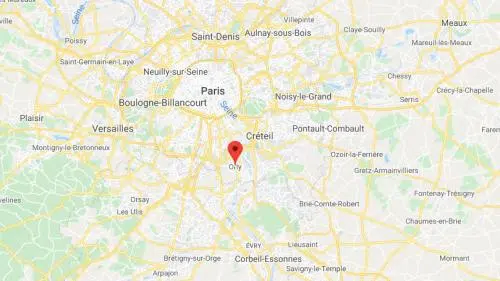 Villepinte
Meaux
Seine
Saint-Denis
Aulnay-sous-Bois
Claye-Souilly
Poissy
Mareuil-lès-Meaux
Saint-Germain-en-Laye
Neuilly-sur-Seine
Chessy
Paris
Crécy-la-Chapelle
Boulogne-Billancourt
Seine
Noisy-le-Grand
Serris
Plaisir
Versailles
Créteil
Pontault-Combault
Montigny-le-Bretonneux
Ozoir-la-Ferrière
Orly
Gretz-Armainvilliers
Orsay
Fontenay-Trésigny
Les Ulis
Brie-Comte-Robert
Chaumes-en-Brie
ÉVRY
Lieusaint
Brétigny-sur-Orge
Corbeil-Essonnes
Mormant
Arpajon
Savigny-le-Temple